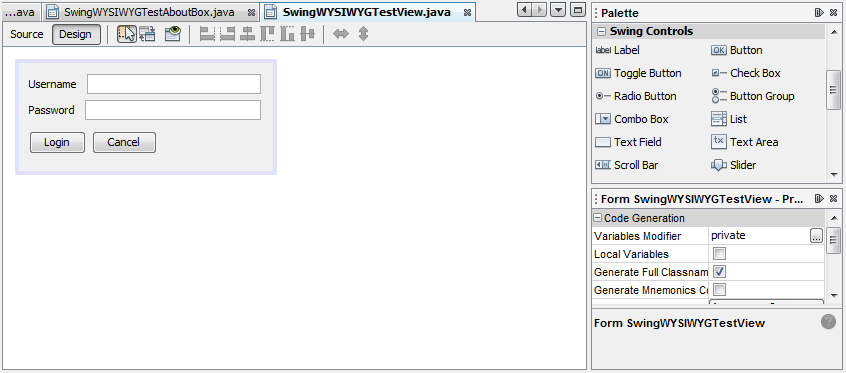 ...ava SwingWYSIWYGTestAboutBox.java SwingWYSIWYGTestView.java
Source Design
Username
Password
Login Cancel
Palette
Swing Controls
label Label OK Button
ON Toggle Button Check Box
Radio Button Button Group
Combo Box List
Text Field tx Text Area
Scroll Bar Slider
Form SwingWYSIWYGTestView - Pr...
Code Generation
Variables Modifier private ...
Local Variables
Generate Full Classnam
Generate Mnemonics Co
Form SwingWYSIWYGTestView ?